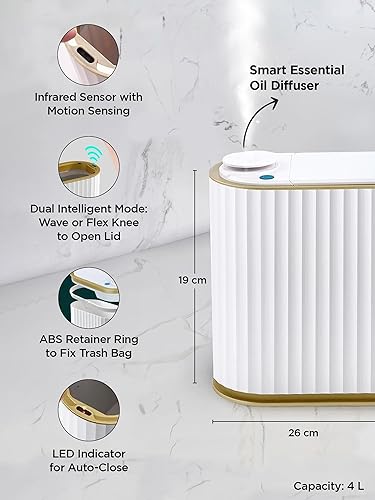 Smart Essential
Oil Diffuser
Infrared Sensor with
Motion Sensing
Dual Intelligent Mode:
Wave or Flex Knee
to Open Lid
19 cm
ABS Retainer Ring
to Fix Trash Bag
LED Indicator
for Auto-Close
26 cm
Capacity: 4 L